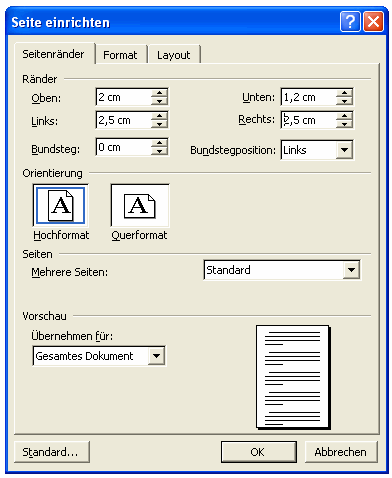 Seite einrichten
Seitenränder Format Layout
Ränder
Oben: 2 cm Unten: 1,2 cm
Links: 2,5 cm Rechts: 2,5 cm
Bundsteg: 0 cm Bundstegposition: Links
Orientierung
A A
Hochformat Querformat
Seiten
Mehrere Seiten: Standard
Vorschau
Übernehmen für:
Gesamtes Dokument
Standard... OK Abbrechen